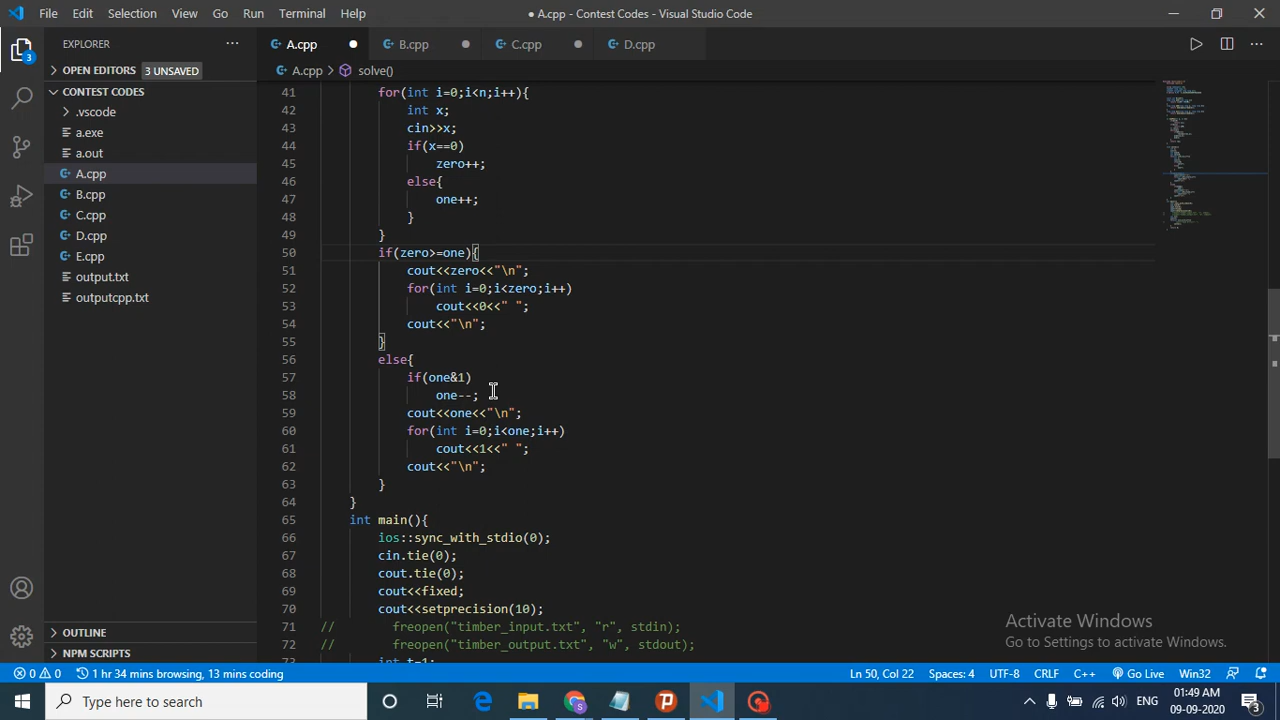 File Edit Selection View Go Run Terminal Help
● A.cpp - Contest Codes - Visual Studio Code
3
EXPLORER
OPEN EDITORS 3 UNSAVED
CONTEST CODES
.vscode
a.exe
a.out
A.cpp
B.cpp
C.cpp
D.cpp
E.cpp
output.txt
outputcpp.txt
OUTLINE
NPM SCRIPTS
A.cpp B.cpp C.cpp D.cpp
A.cpp > solve()
41 for(int i=0;i<n;i++){
42 int x;
43 cin>>x;
44 if(x==0)
45 zero++;
46 else{
47 one++;
48 }
49 }
50 if(zero>=one){
51 cout<<zero<<"\n";
52 for(int i=0;i<zero;i++)
53 cout<<0<<" ";
54 cout<<"\n";
55 }
56 else{
57 if(one&1)
58 one--;
59 cout<<one<<"\n";
60 for(int i=0;i<one;i++)
61 cout<<1<<" ";
62 cout<<"\n";
63 }
64 }
65 int main(){
66 ios::sync_with_stdio(0);
67 cin.tie(0);
68 cout.tie(0);
69 cout<<fixed;
70 cout<<setprecision(10);
71 // freopen("timber_input.txt", "r", stdin);
72 // freopen("timber_output.txt", "w", stdout);
73 int t=1;
Activate Windows
Go to Settings to activate Windows.
0 0 1 hr 34 mins browsing, 13 mins coding Ln 50, Col 22 Spaces: 4 UTF-8 CRLF C++ Go Live Win32
Type here to search
ENG
01:49 AM
09-09-2020
3